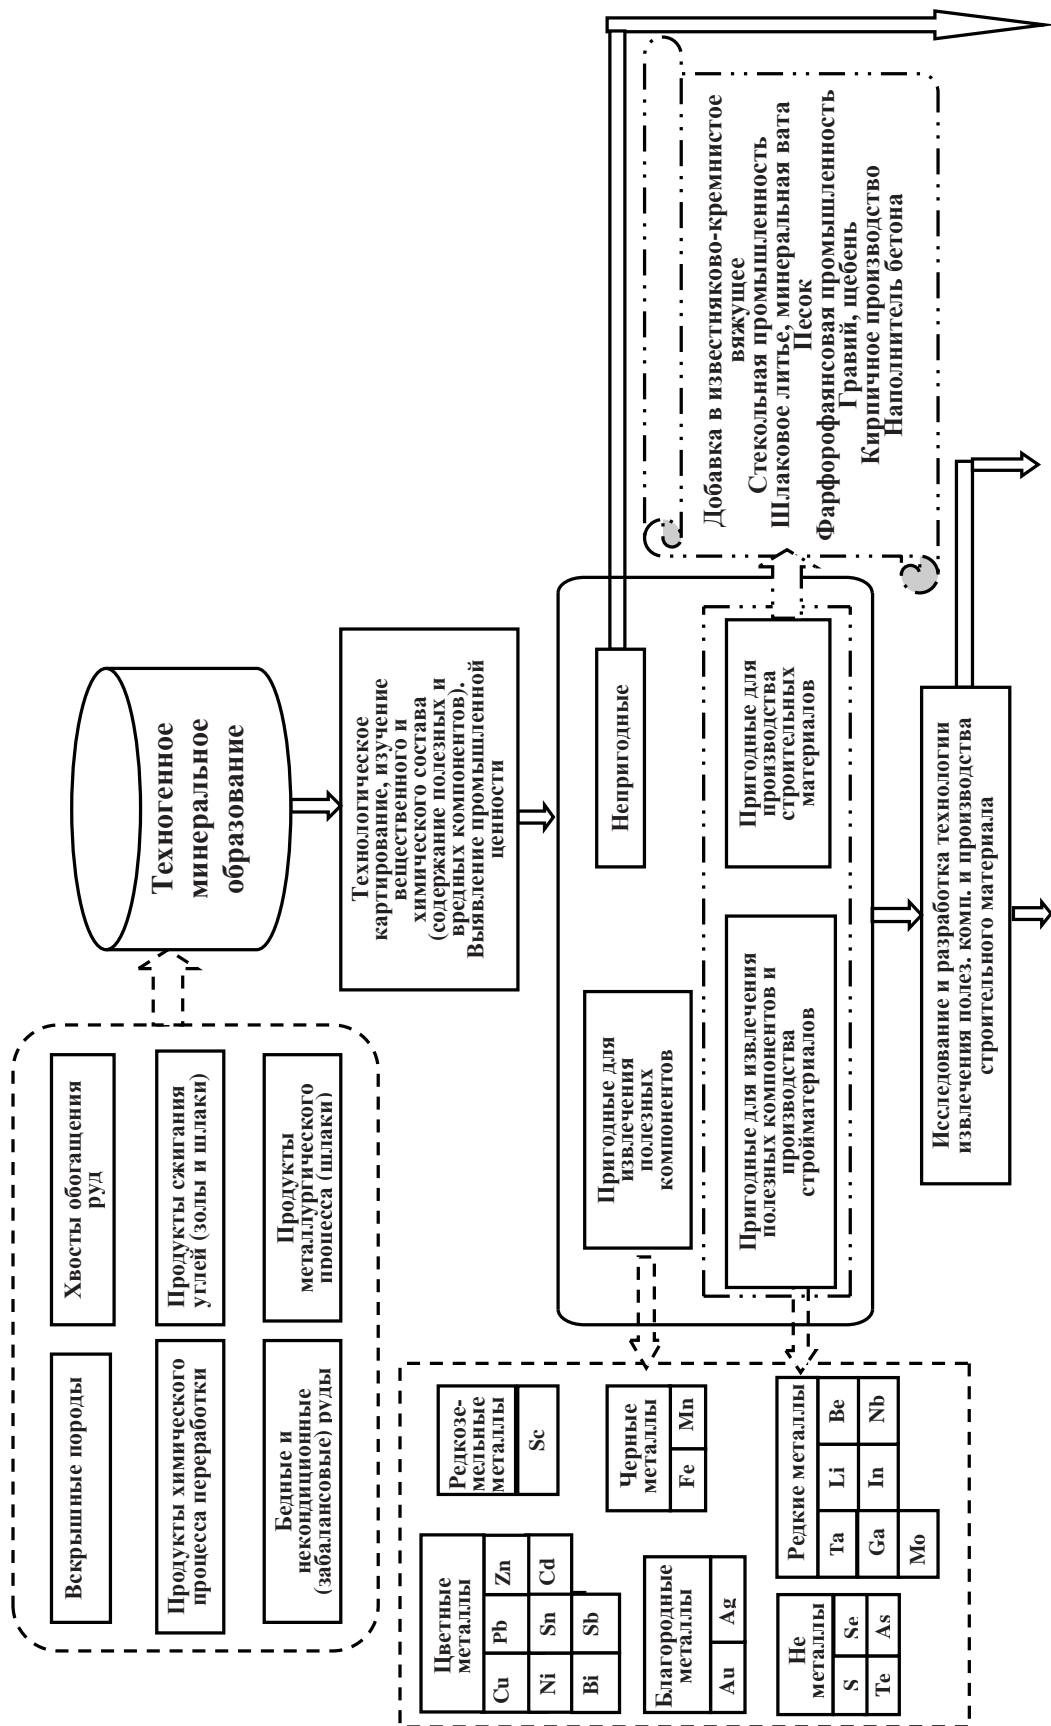 Вскрышные породы
Хвосты обогащения
руд
Продукты химического
процесса переработки
Продукты сжигания
углей (золы и шлаки)
Бедные и
некондиционные
(забалансовые) руды
Продукты
металлургического
процесса (шлаки)
Техногенное
минеральное
образование
Технологическое
картирование, изучение
вещественного и
химического состава
(содержание полезных и
вредных компонентов).
Выявление промышленной
ценности
Пригодные для
извлечения
полезных
компонентов
Непригодные
Пригодные для извлечения
полезных компонентов и
производства
стройматериалов
Пригодные для
производства
строительных
материалов
Добавка в известняково-кремнистое
вяжущее
Стекольная промышленность
Шлаковое литье, минеральная вата
Песок
Фарфорофаянсовая промышленность
Гравий, щебень
Кирпичное производство
Наполнитель бетона
Цветные
металлы
Cu Pb Zn
Ni Sn Cd
Bi Sb
Редкозе-
мельные
металлы
Sc
Благородные
металлы
Au Ag
Черные
металлы
Fe Mn
Не
металлы
S Se
Te As
Редкие металлы
Ta Li Be
Ga In Nb
Mo
Исследование и разработка технологии
извлечения полез. комп. и производства
строительного материала